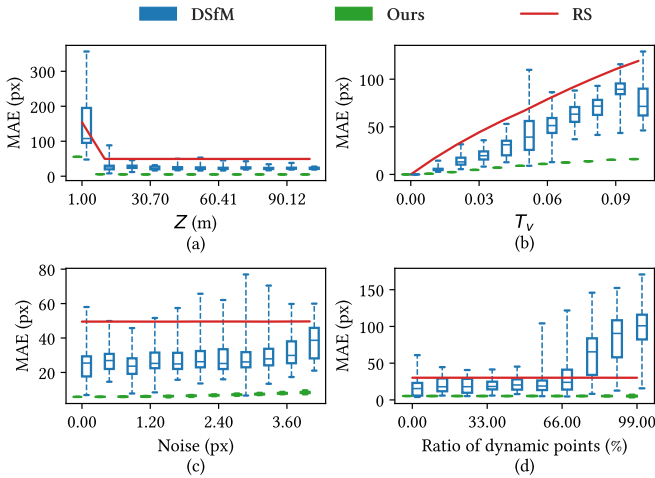 DSfM Ours RS
MAE (px)
300
200
100
0
1.00 30.70 60.41 90.12
Z (m)
(a)
MAE (px)
100
50
0
0.00 0.03 0.06 0.09
Tv
(b)
MAE (px)
80
60
40
20
0.00 1.20 2.40 3.60
Noise (px)
(c)
MAE (px)
150
100
50
0
0.00 33.00 66.00 99.00
Ratio of dynamic points (%)
(d)